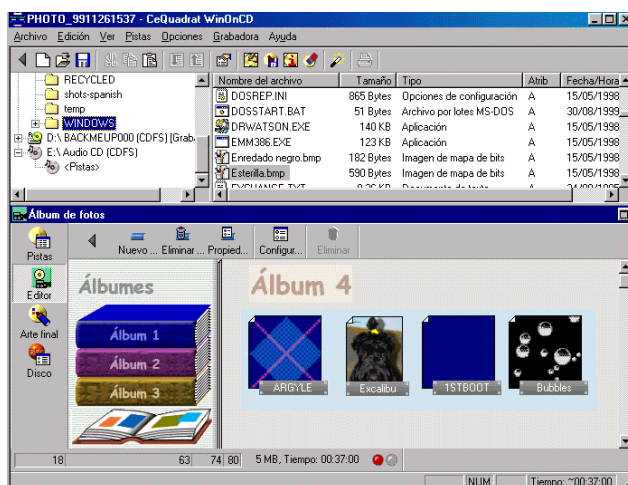 PHOTO_9911261537 - CeQuadrat WinOnCD
Archivo Edición Ver Pistas Opciones Grabadora Ayuda
RECYCLED
shots-spanish
temp
WINDOWS
D:\ BACKMEUP000 (CDFS) [Grab
E:\ Audio CD (CDFS)
<Pistas>
Nombre del archivo Tamaño Tipo Atrib Fecha/Hora
DOSREP.INI 865 Bytes Opciones de configuración A 15/05/1998
DOSSTART.BAT 51 Bytes Archivo por lotes MS-DOS A 30/08/1999
DRWATSON.EXE 140 KB Aplicación A 15/05/1998
EMM386.EXE 123 KB Aplicación A 15/05/1998
Enredado negro.bmp 182 Bytes Imagen de mapa de bits A 15/05/1998
Esterilla.bmp 590 Bytes Imagen de mapa de bits A 15/05/1998
Álbum de fotos
Pistas
Editor
Arte final
Disco
Nuevo ... Eliminar ... Propied... Configur... Eliminar
Álbumes
Álbum 1
Álbum 2
Álbum 3
Álbum 4
ARGYLE Excalibu 1STBOOT Bubbles
18 63 74 80 5 MB, Tiempo: 00:37:00
NUM Tiempo: ~00:37:00